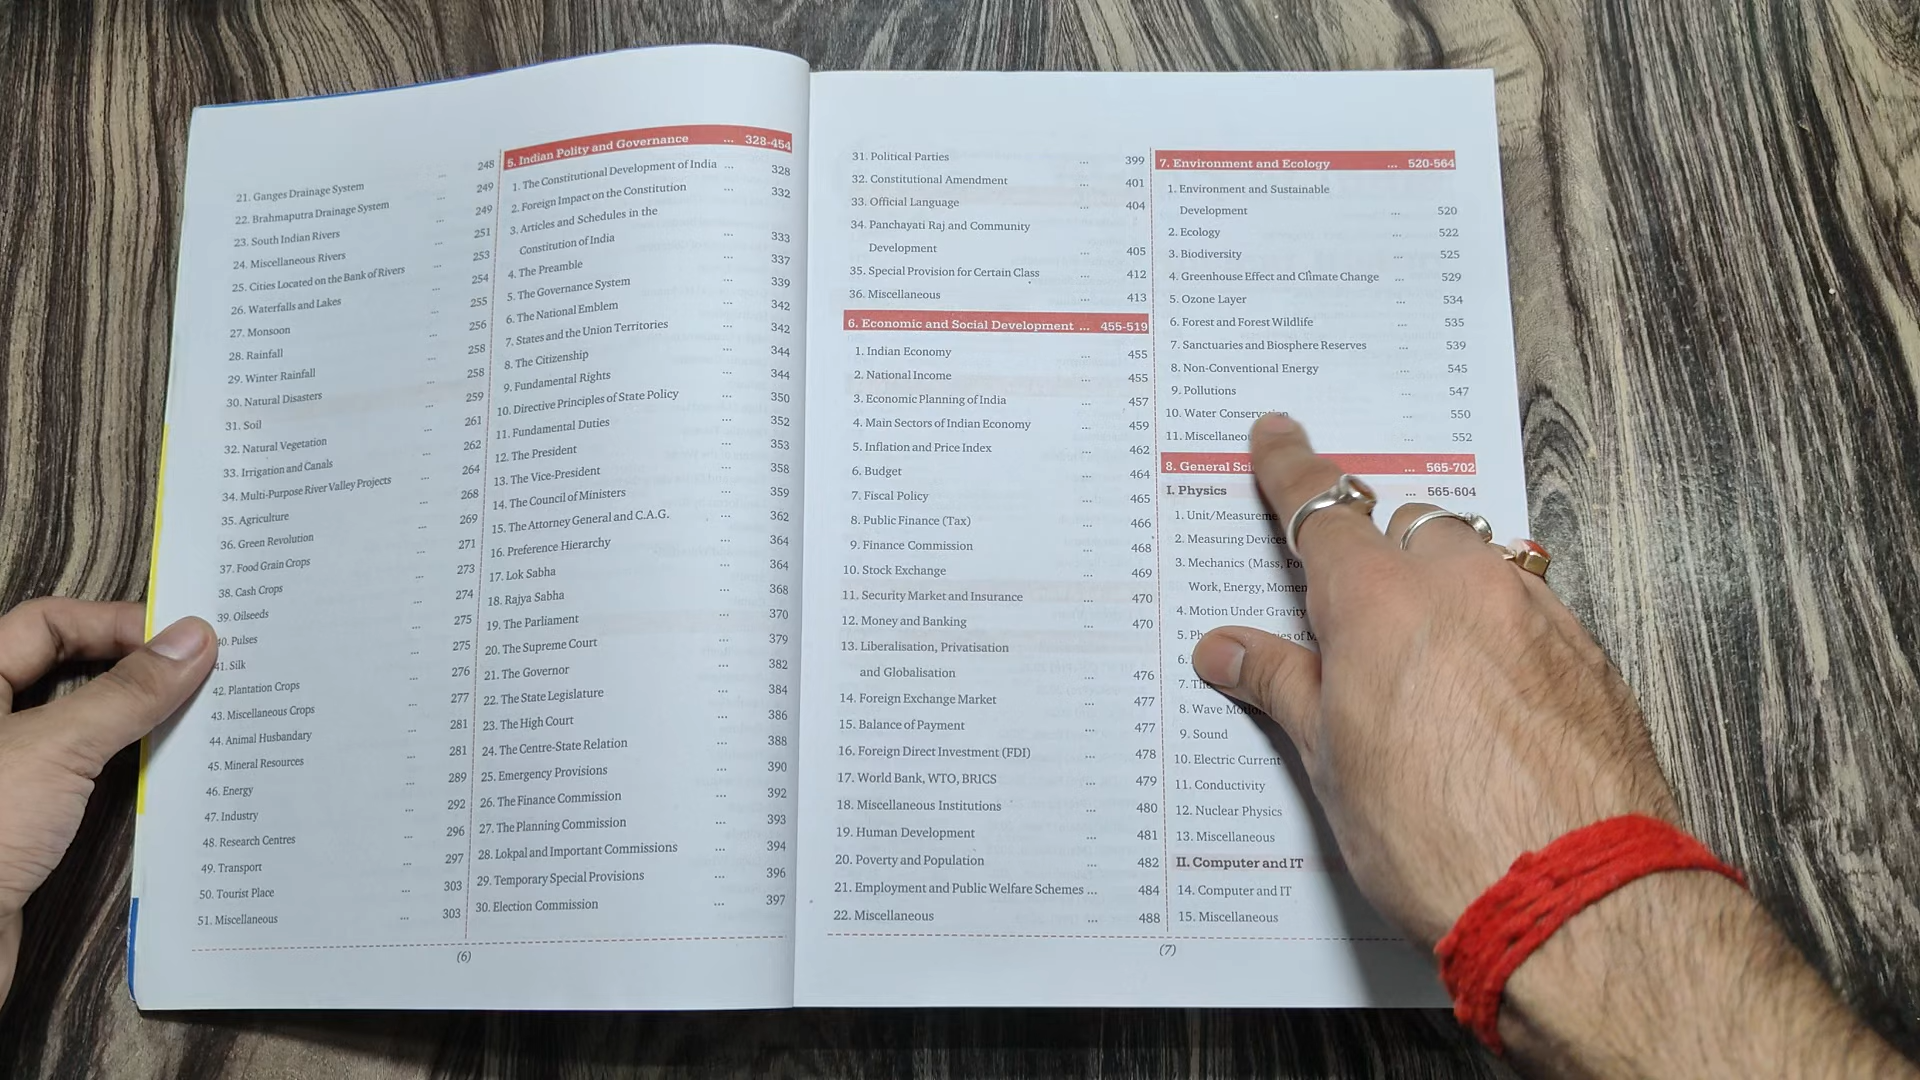 21. Ganges Drainage System ... 248
22. Brahmaputra Drainage System ... 249
23. South Indian Rivers ... 249
24. Miscellaneous Rivers ... 251
25. Cities Located on the Bank of Rivers ... 253
26. Waterfalls and Lakes ... 254
27. Monsoon ... 255
28. Rainfall ... 256
29. Winter Rainfall ... 258
30. Natural Disasters ... 258
31. Soil ... 259
32. Natural Vegetation ... 261
33. Irrigation and Canals ... 262
34. Multi-Purpose River Valley Projects ... 264
35. Agriculture ... 268
36. Green Revolution ... 269
37. Food Grain Crops ... 271
38. Cash Crops ... 273
39. Oilseeds ... 274
40. Pulses ... 275
41. Silk ... 275
42. Plantation Crops ... 276
43. Miscellaneous Crops ... 277
44. Animal Husbandary ... 281
45. Mineral Resources ... 281
46. Energy ... 289
47. Industry ... 292
48. Research Centres ... 296
49. Transport ... 297
50. Tourist Place ... 303
51. Miscellaneous ... 303
5. Indian Polity and Governance ... 328-454
1. The Constitutional Development of India ... 328
2. Foreign Impact on the Constitution ... 332
3. Articles and Schedules in the
Constitution of India ... 333
4. The Preamble ... 337
5. The Governance System ... 339
6. The National Emblem ... 342
7. States and the Union Territories ... 342
8. The Citizenship ... 344
9. Fundamental Rights ... 344
10. Directive Principles of State Policy ... 350
11. Fundamental Duties ... 352
12. The President ... 353
13. The Vice-President ... 358
14. The Council of Ministers ... 359
15. The Attorney General and C.A.G. ... 362
16. Preference Hierarchy ... 364
17. Lok Sabha ... 364
18. Rajya Sabha ... 368
19. The Parliament ... 370
20. The Supreme Court ... 379
21. The Governor ... 382
22. The State Legislature ... 384
23. The High Court ... 386
24. The Centre-State Relation ... 388
25. Emergency Provisions ... 390
26. The Finance Commission ... 392
27. The Planning Commission ... 393
28. Lokpal and Important Commissions ... 394
29. Temporary Special Provisions ... 396
30. Election Commission ... 397
(6)
31. Political Parties ... 399
32. Constitutional Amendment ... 401
33. Official Language ... 404
34. Panchayati Raj and Community
Development ... 405
35. Special Provision for Certain Class ... 412
36. Miscellaneous ... 413
6. Economic and Social Development ... 455-519
1. Indian Economy ... 455
2. National Income ... 455
3. Economic Planning of India ... 457
4. Main Sectors of Indian Economy ... 459
5. Inflation and Price Index ... 462
6. Budget ... 464
7. Fiscal Policy ... 465
8. Public Finance (Tax) ... 466
9. Finance Commission ... 468
10. Stock Exchange ... 469
11. Security Market and Insurance ... 470
12. Money and Banking ... 470
13. Liberalisation, Privatisation
and Globalisation ... 476
14. Foreign Exchange Market ... 477
15. Balance of Payment ... 477
16. Foreign Direct Investment (FDI) ... 478
17. World Bank, WTO, BRICS ... 479
18. Miscellaneous Institutions ... 480
19. Human Development ... 481
20. Poverty and Population ... 482
21. Employment and Public Welfare Schemes ... 484
22. Miscellaneous ... 488
7. Environment and Ecology ... 520-564
1. Environment and Sustainable
Development ... 520
2. Ecology ... 522
3. Biodiversity ... 525
4. Greenhouse Effect and Climate Change ... 529
5. Ozone Layer ... 534
6. Forest and Forest Wildlife ... 535
7. Sanctuaries and Biosphere Reserves ... 539
8. Non-Conventional Energy ... 545
9. Pollutions ... 547
10. Water Conservation ... 550
11. ... 552
8. General ... 565-702
I. Physics ... 565-604
1.
2. Measuring Devices
3. Mechanics (Mass,
Work, Energy,
4. Motion Under Gravity
5.
6.
7.
8. Wave
9. Sound
10. Electric Current
11. Conductivity
12. Nuclear Physics
13. Miscellaneous
II. Computer and IT
14. Computer and IT
15. Miscellaneous
(7)